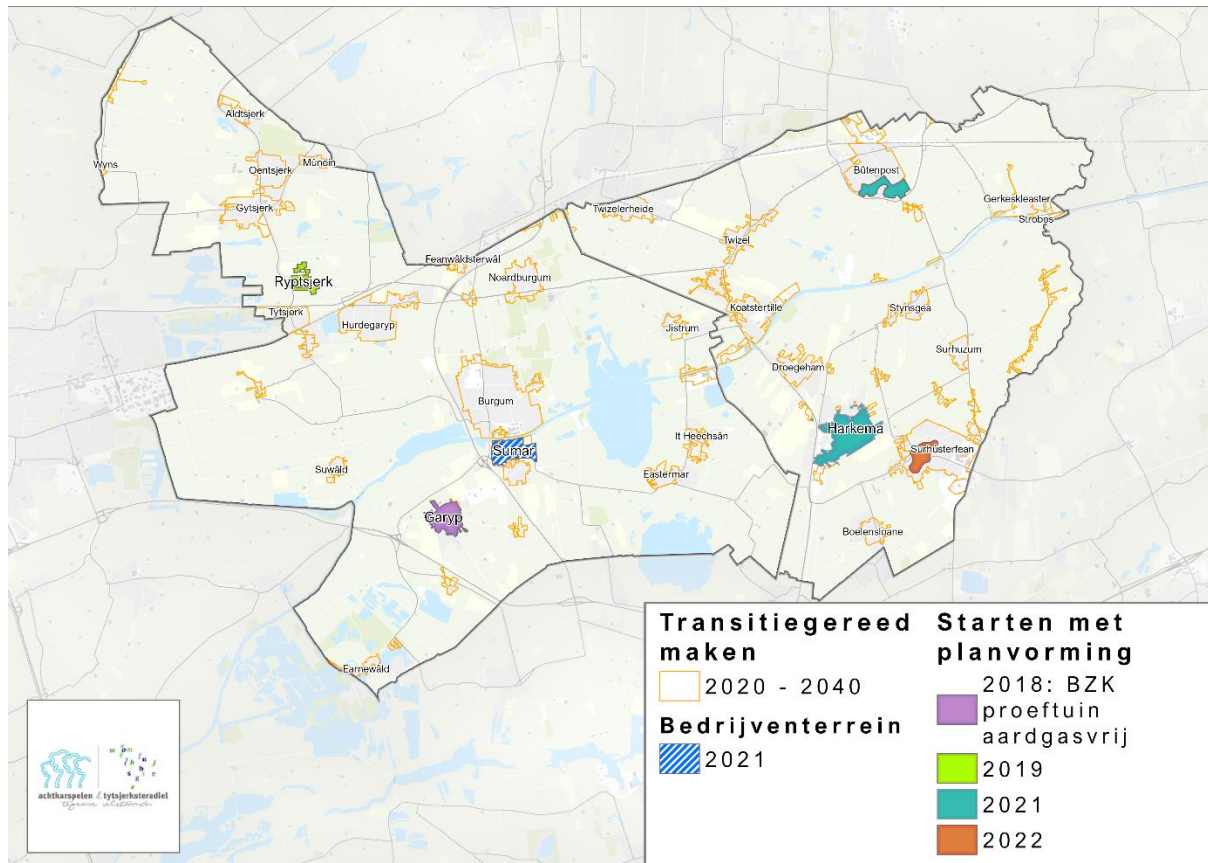 Aldtsjerk
Wyns
Oentsjerk
Mûnein
Gytsjerk
Ryptsjerk
Tytsjerk
Hurdegaryp
Feanwâldsterwâl
Noardburgum
Twizelerheide
Twizel
Bûtenpost
Gerkeskleaster
Strobos
Koatstertille
Stynsgea
Jistrum
Surhuzum
Droegeham
Burgum
Harkema
Surhústerfean
It Heechsân
Sumar
Suwâld
Eastermar
Garyp
Boelensloane
Earnewâld
Transitiegereed
maken
2020 - 2040
Bedrijventerrein
2021
Starten met
planvorming
2018: BZK
proeftuin
aardgasvrij
2019
2021
2022
achtkarspelen & tytsjerksteradiel